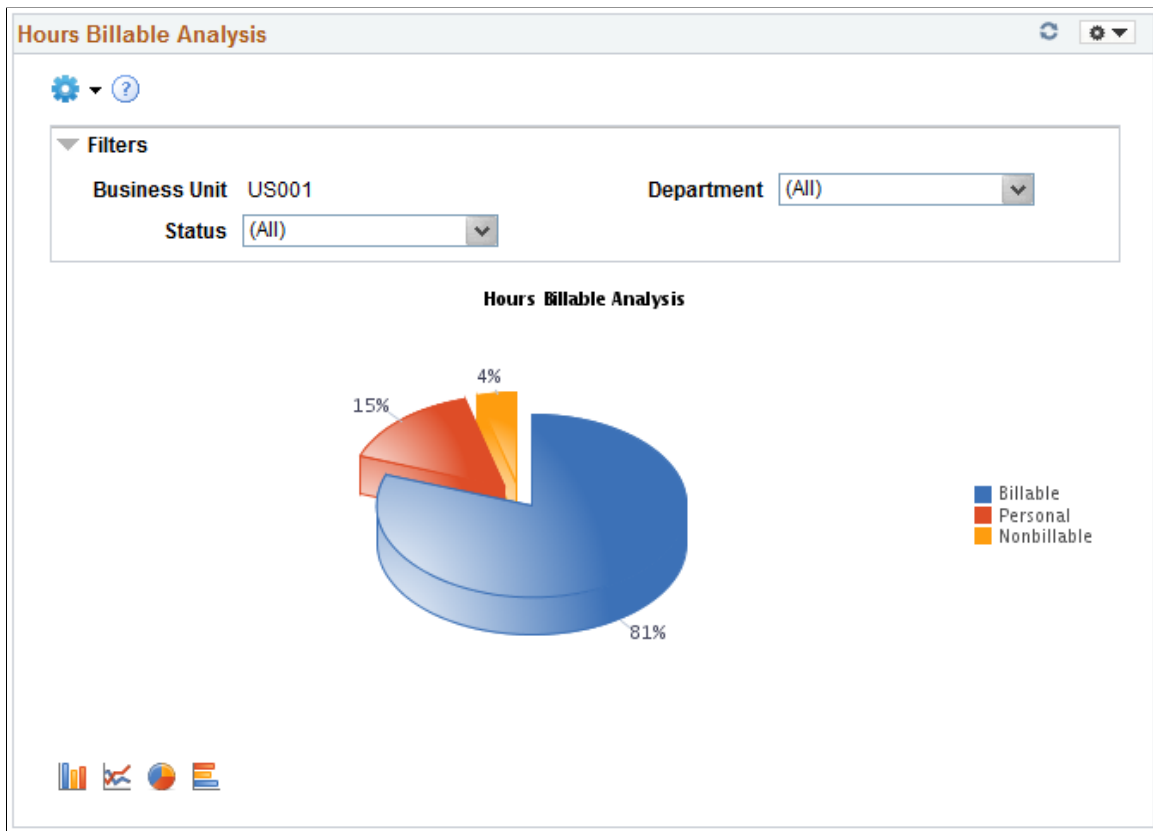 Hours Billable Analysis
?
Filters
Business Unit US001 Department (All)
Status (All)
Hours Billable Analysis
4%
15%
Billable
Personal
Nonbillable
81%